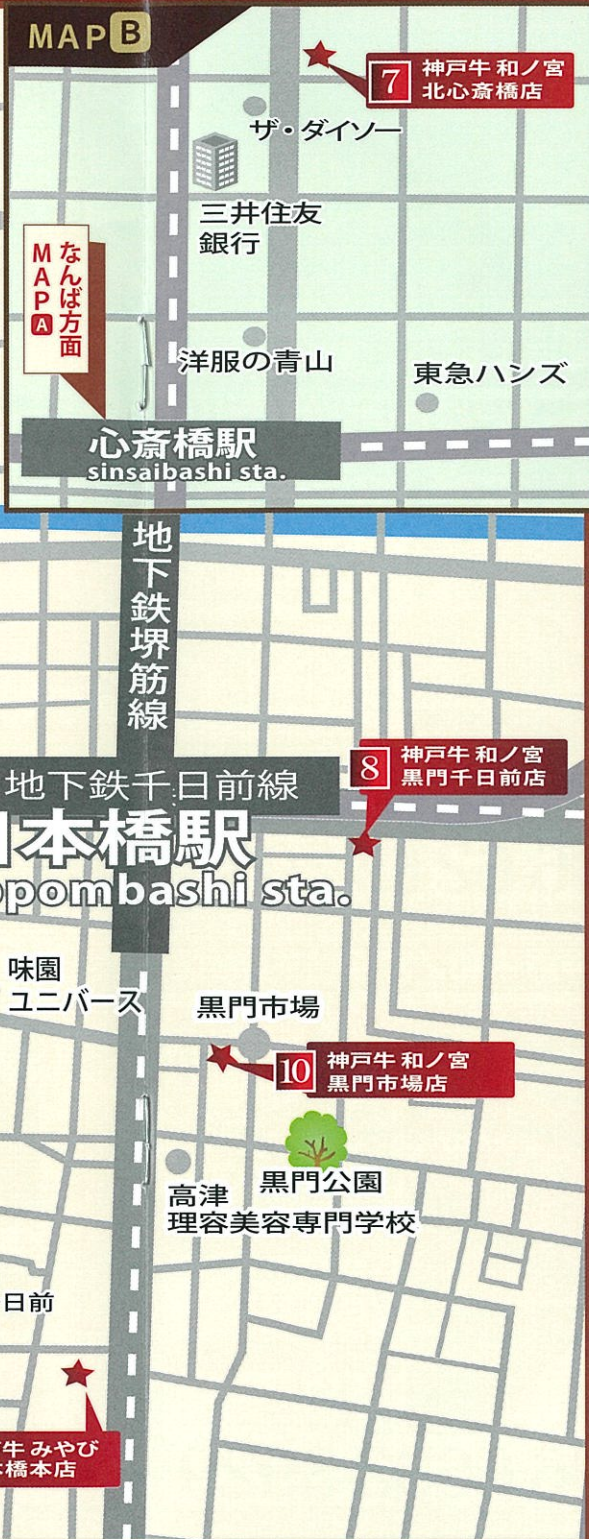 MAP B
7
神戸牛 和ノ宮
北心斎橋店
ザ・ダイソー
三井住友
銀行
なんば方面
MAP A
洋服の青山
東急ハンズ
心斎橋駅
sinsaibashi sta.
地下鉄堺筋線
8
神戸牛 和ノ宮
黒門千日前店
地下鉄千日前線
本橋駅
pombashi sta.
味園
ユニバース
黒門市場
10
神戸牛 和ノ宮
黒門市場店
黒門公園
高津
理容美容専門学校
日前
牛 みやび
橋本店